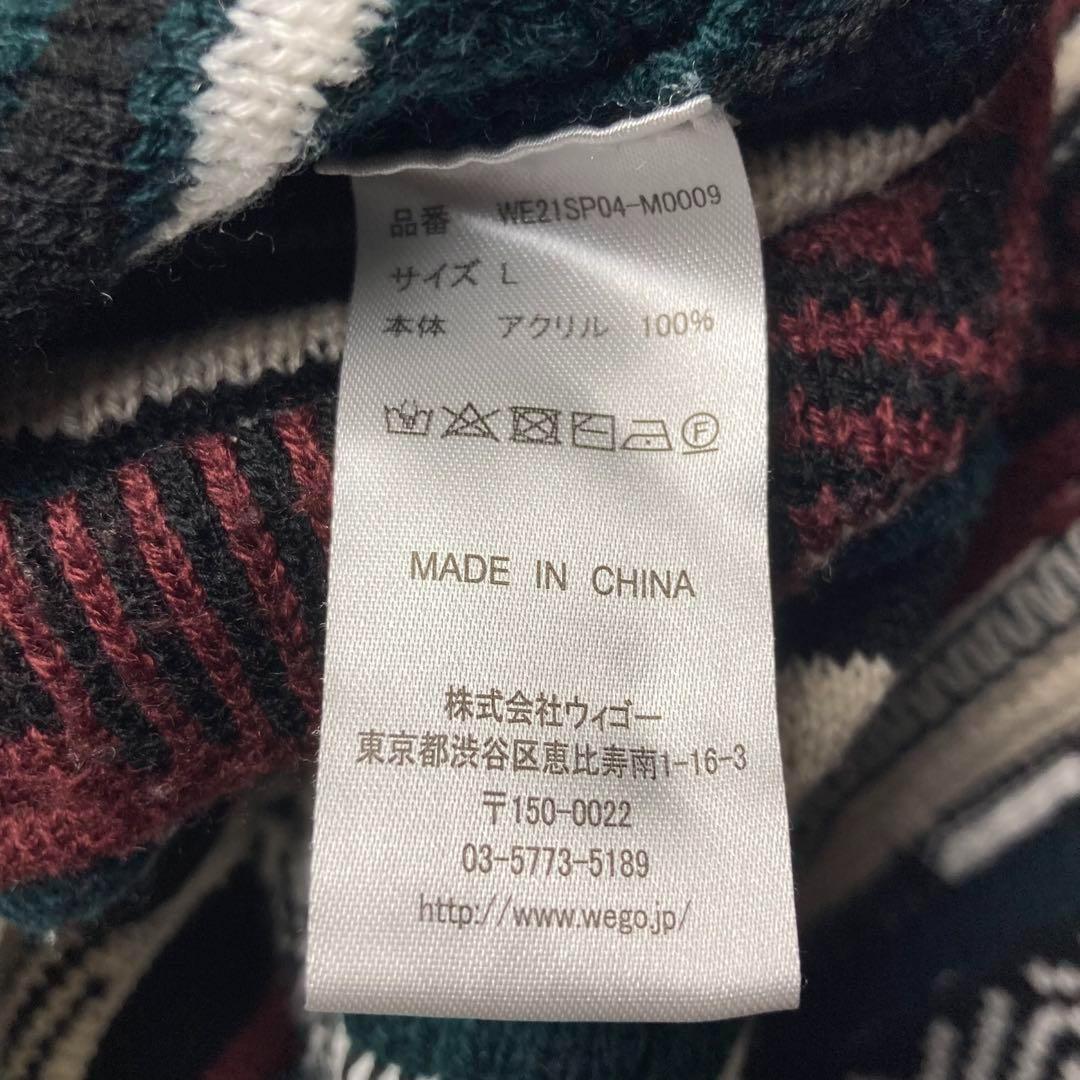 品番 WE21SP04-M0009
サイズ L
本体 アクリル 100%
F
MADE IN CHINA
株式会社ウィゴー
東京都渋谷区恵比寿南1-16-3
〒150-0022
03-5773-5189
http://www.wego.jp/